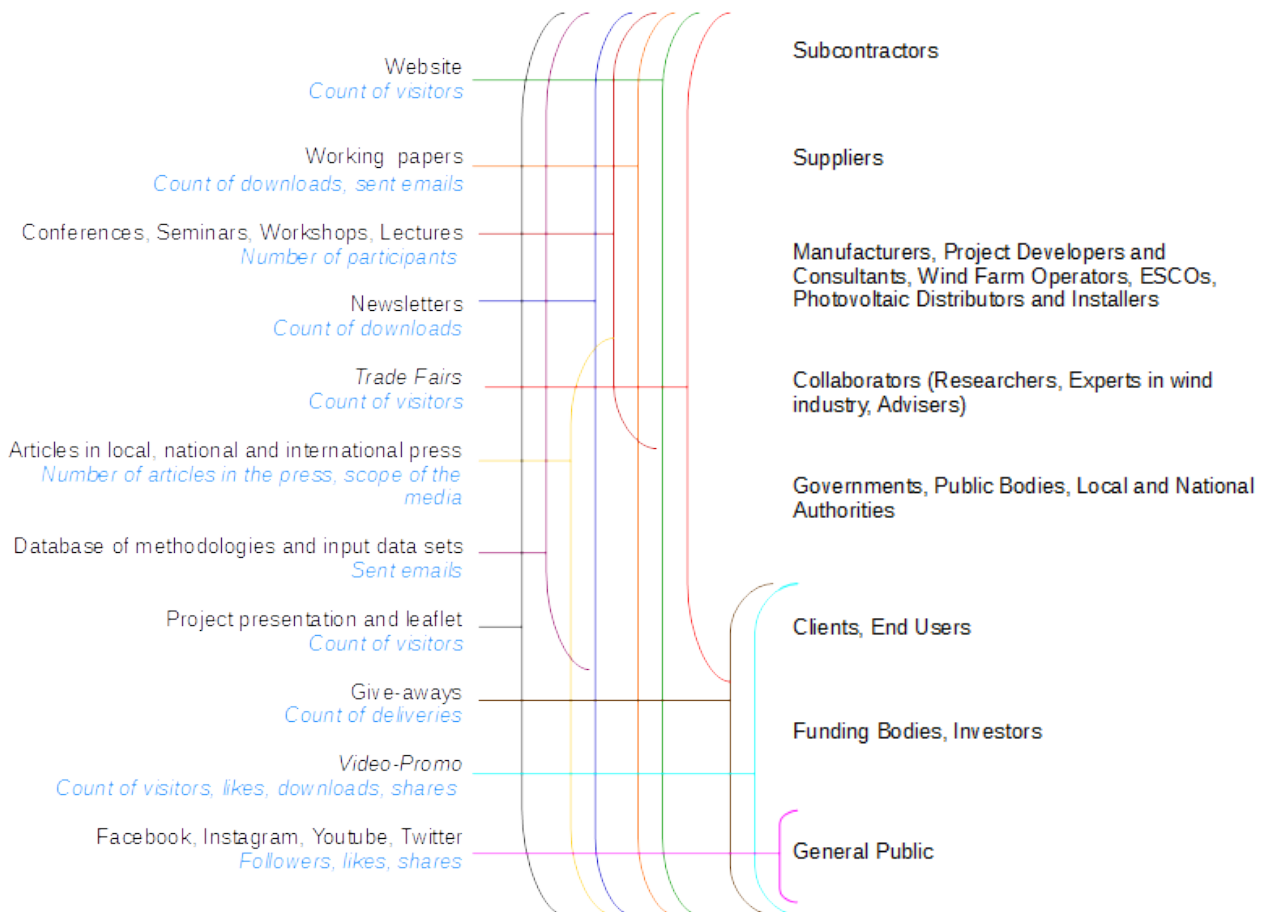 Website
Count of visitors
Working papers
Count of downloads, sent emails
Conferences, Seminars, Workshops, Lectures
Number of participants
Newsletters
Count of downloads
Trade Fairs
Count of visitors
Articles in local, national and international press
Number of articles in the press, scope of the
media
Database of methodologies and input data sets
Sent emails
Project presentation and leaflet
Count of visitors
Give-aways
Count of deliveries
Video-Promo
Count of visitors, likes, downloads, shares
Facebook, Instagram, Youtube, Twitter
Followers, likes, shares
Subcontractors
Suppliers
Manufacturers, Project Developers and
Consultants, Wind Farm Operators, ESCOs,
Photovoltaic Distributors and Installers
Collaborators (Researchers, Experts in wind
industry, Advisers)
Governments, Public Bodies, Local and National
Authorities
Clients, End Users
Funding Bodies, Investors
General Public